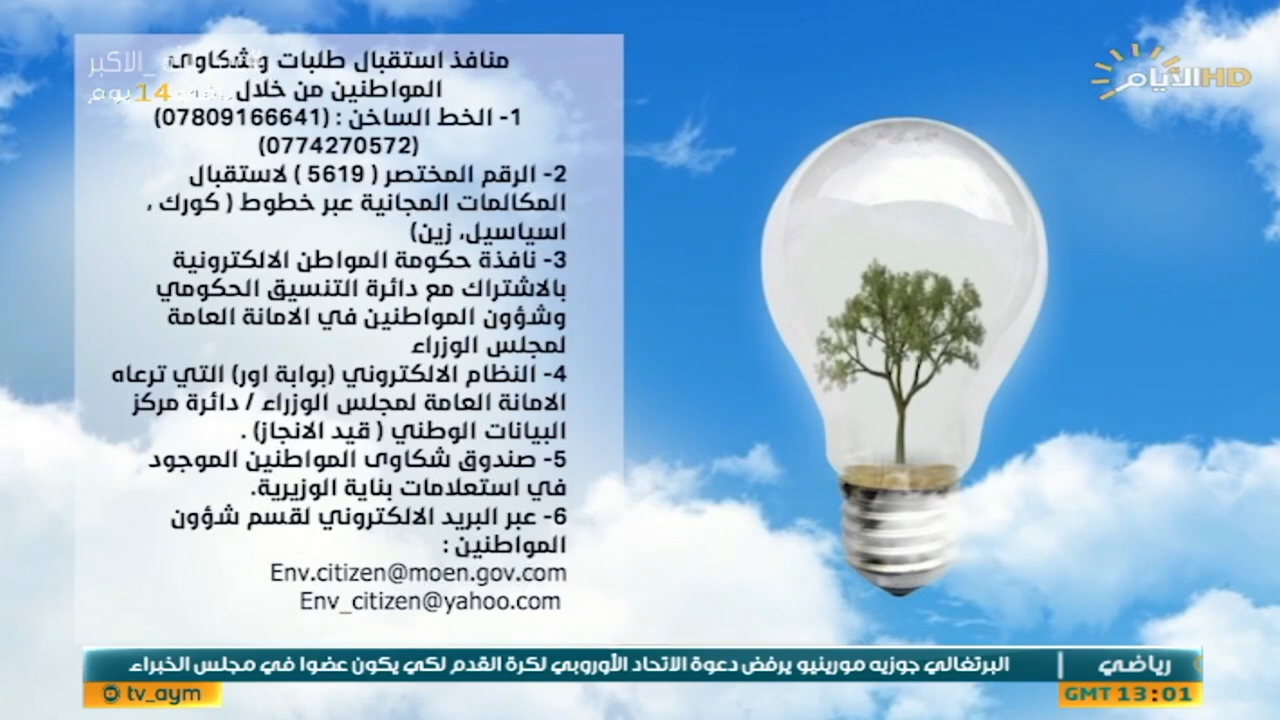 منافذ استقبال طلبات وشكاوى
المواطنين من خلال
1- الخط الساخن : (07809166641)
(0774270572)
2- الرقم المختصر ( 5619 ) لاستقبال
المكالمات المجانية عبر خطوط ( كورك ،
اسياسيل، زين)
3- نافذة حكومة المواطن الالكترونية
بالاشتراك مع دائرة التنسيق الحكومي
وشؤون المواطنين في الامانة العامة
لمجلس الوزراء
4- النظام الالكتروني (بوابة اور) التي ترعاه
الامانة العامة لمجلس الوزراء / دائرة مركز
البيانات الوطني ( قيد الانجاز) .
5- صندوق شكاوى المواطنين الموجود
في استعلامات بناية الوزيرية.
6- عبر البريد الالكتروني لقسم شؤون
المواطنين :
Env.citizen@moen.gov.com
Env_citizen@yahoo.com
الاكبر
14 يوم
الأيام HD
رياضي | البرتغالي جوزيه مورينيو يرفض دعوة الاتحاد الأوروبي لكرة القدم لكي يكون عضوا في مجلس الخبراء
tv_aym
GMT 13:01